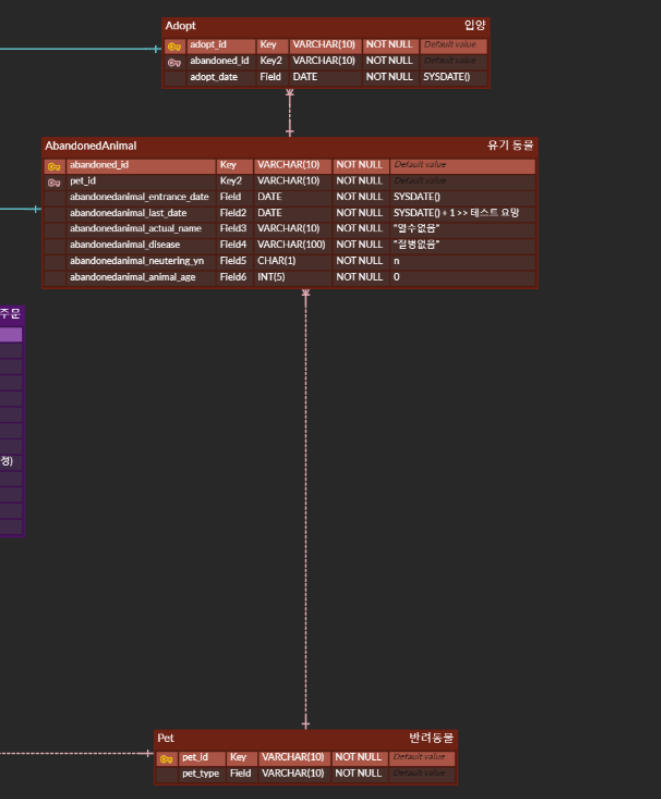 Adopt 입양
adopt_id Key VARCHAR(10) NOT NULL Default value
abandoned_id Key2 VARCHAR(10) NOT NULL Default value
adopt_date Field DATE NOT NULL SYSDATE()
AbandonedAnimal 유기 동물
abandoned_id Key VARCHAR(10) NOT NULL Default value
pet_id Key2 VARCHAR(10) NOT NULL Default value
abandonedanimal_entrance_date Field DATE NOT NULL SYSDATE()
abandonedanimal_last_date Field2 DATE NOT NULL SYSDATE() + 1 >> 테스트 요망
abandonedanimal_actual_name Field3 VARCHAR(10) NOT NULL "알수없음"
abandonedanimal_disease Field4 VARCHAR(100) NOT NULL "질병없음"
abandonedanimal_neutering_yn Field5 CHAR(1) NOT NULL n
abandonedanimal_animal_age Field6 INT(5) NOT NULL 0
주문
정)
Pet 반려동물
pet_id Key VARCHAR(10) NOT NULL Default value
pet_type Field VARCHAR(10) NOT NULL Default value